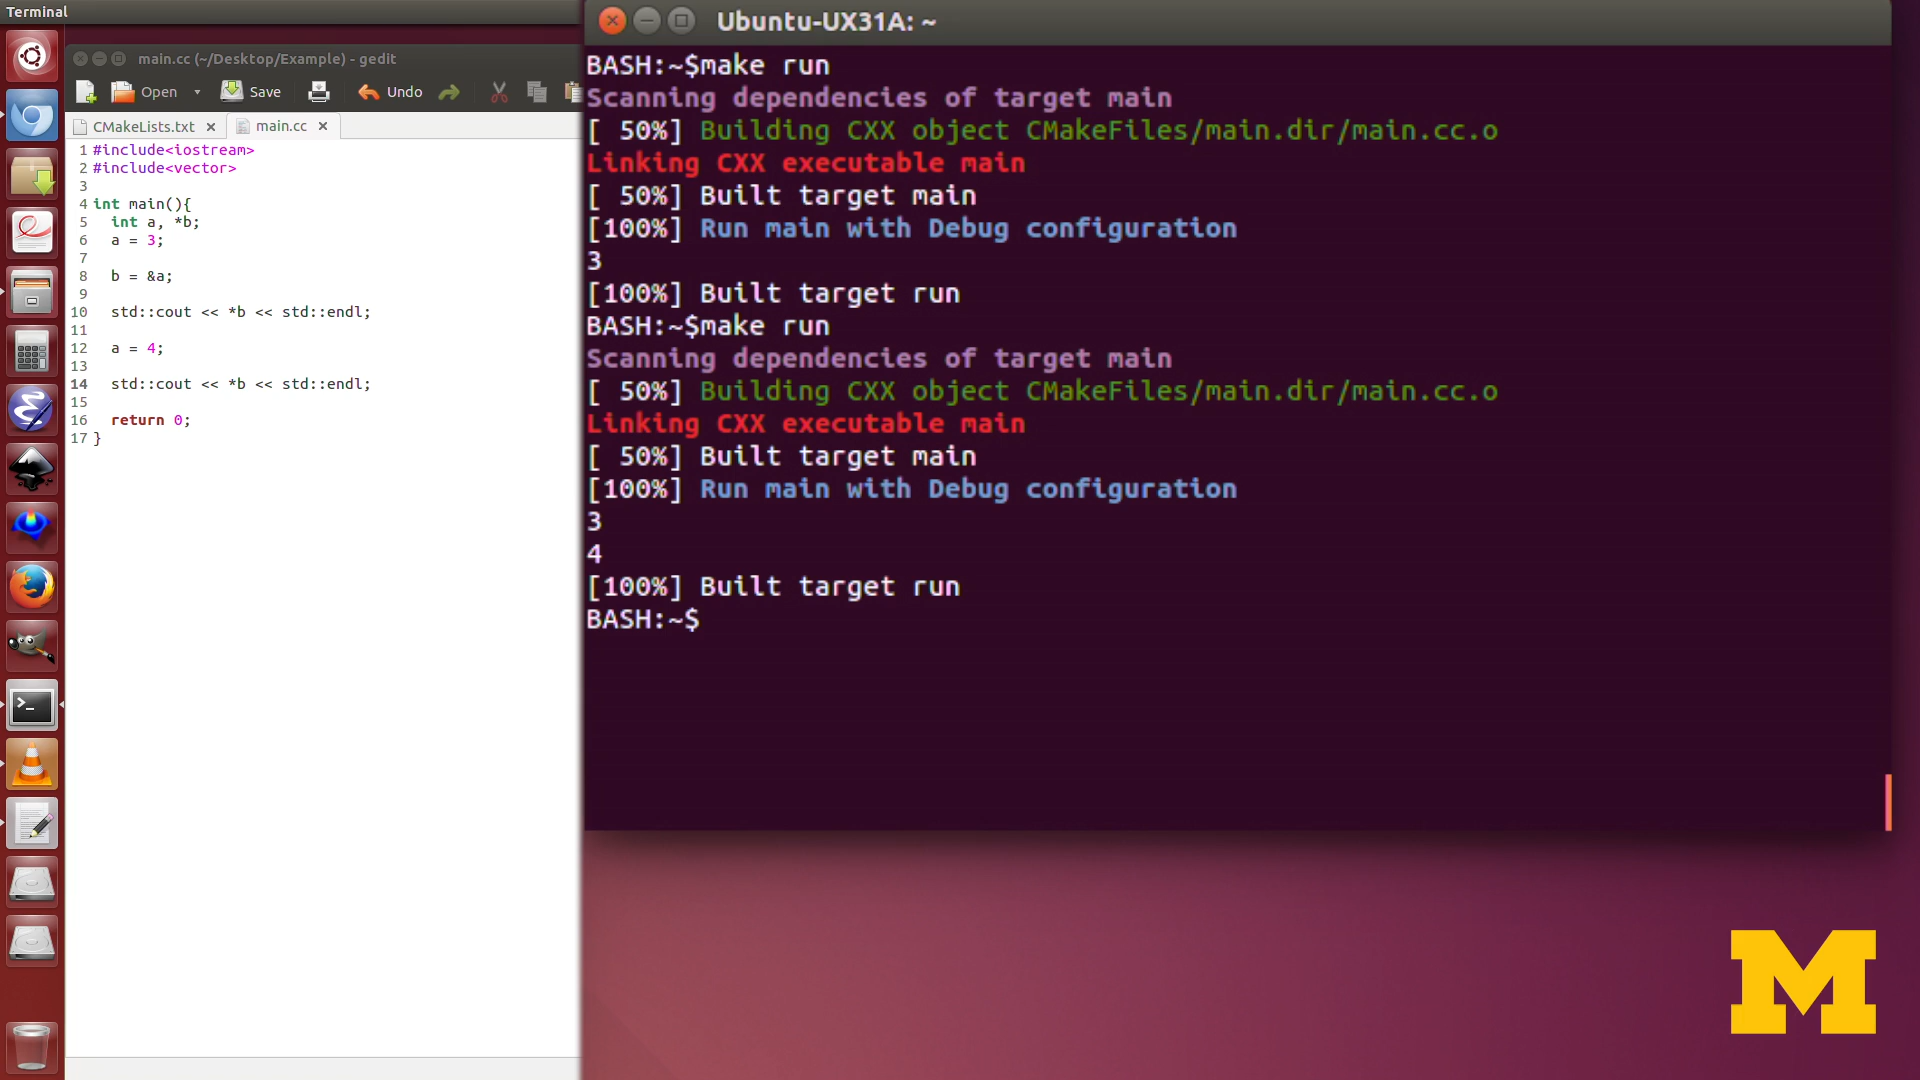 Terminal
main.cc (~/Desktop/Example) - gedit
Open Save Undo
CMakeLists.txt x main.cc x
1 #include<iostream>
2 #include<vector>
3
4 int main(){
5   int a, *b;
6   a = 3;
7
8   b = &a;
9
10   std::cout << *b << std::endl;
11
12   a = 4;
13
14   std::cout << *b << std::endl;
15
16   return 0;
17 }
Ubuntu-UX31A: ~
BASH:~$make run
Scanning dependencies of target main
[ 50%] Building CXX object CMakeFiles/main.dir/main.cc.o
Linking CXX executable main
[ 50%] Built target main
[100%] Run main with Debug configuration
3
[100%] Built target run
BASH:~$make run
Scanning dependencies of target main
[ 50%] Building CXX object CMakeFiles/main.dir/main.cc.o
Linking CXX executable main
[ 50%] Built target main
[100%] Run main with Debug configuration
3
4
[100%] Built target run
BASH:~$
M